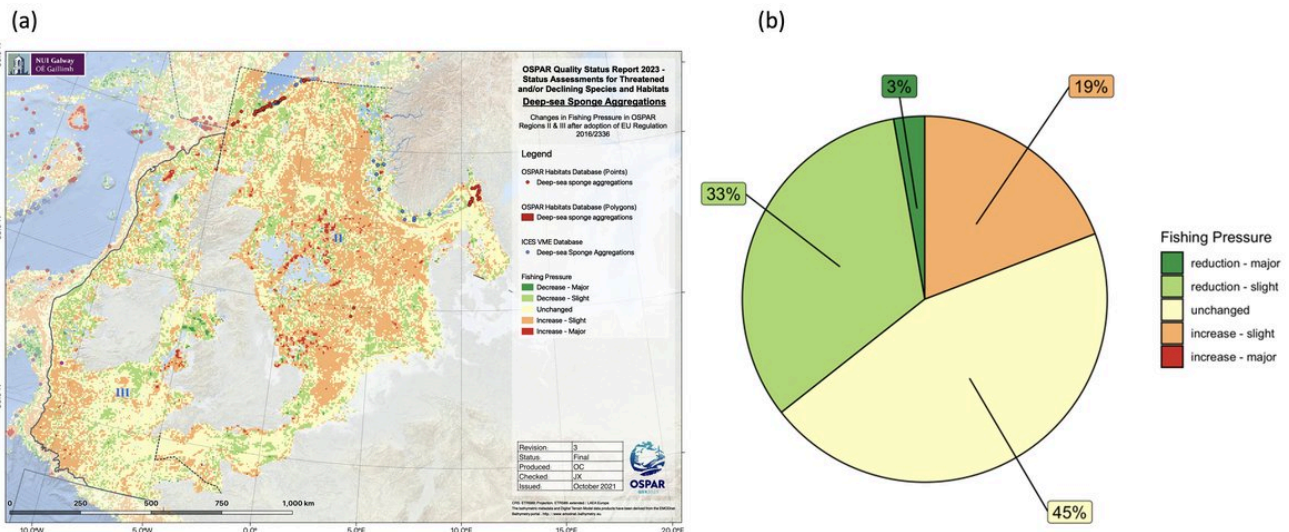 (a)
(b)
NUI Galway
OÉ Gaillimh
OSPAR Quality Status Report 2023 -
Status Assessments for Threatened
and/or Declining Species and Habitats
Deep-sea Sponge Aggregations
Changes in Fishing Pressure in OSPAR
Regions II & III after adoption of EU Regulation
2016/2336
Legend
OSPAR Habitats Database (Points)
Deep-sea sponge aggregations
OSPAR Habitats Database (Polygons)
Deep-sea sponge aggregations
ICES VME Database
Deep-sea Sponge Aggregations
Fishing Pressure
Decrease - Major
Decrease - Slight
Unchanged
Increase - Slight
Increase - Major
II
III
Revision: 3
Status: Final
Produced: OC
Checked: JX
Issued: October 2021
OSPAR
0 250 500 750 1,000 km
10.0°W 5.0°W 0.0° 5.0°E 10.0°E 15.0°E 20.0°E
3%
19%
33%
45%
Fishing Pressure
reduction - major
reduction - slight
unchanged
increase - slight
increase - major